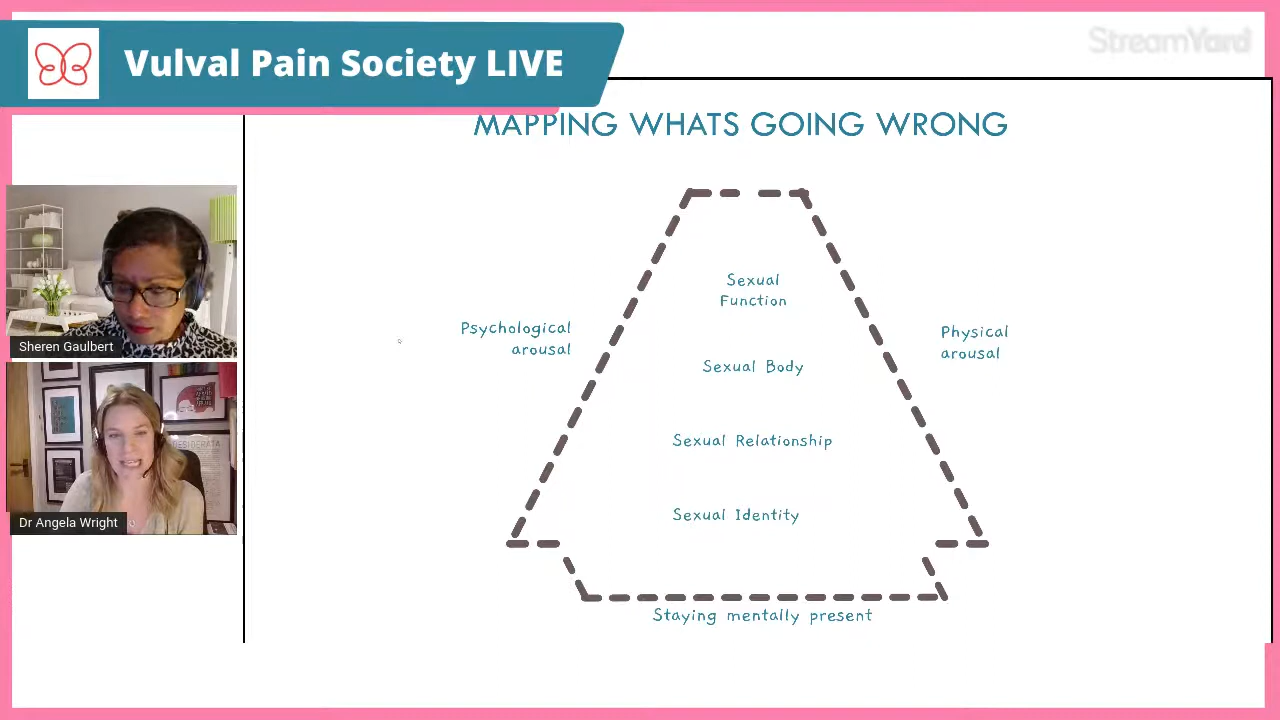 Vulval Pain Society LIVE
StreamYard
MAPPING WHATS GOING WRONG
Sexual
Function
Psychological
arousal
Physical
arousal
Sexual Body
Sexual Relationship
Sexual Identity
Staying mentally present
Sheren Gaulbert
DESIDERATA
Dr Angela Wright